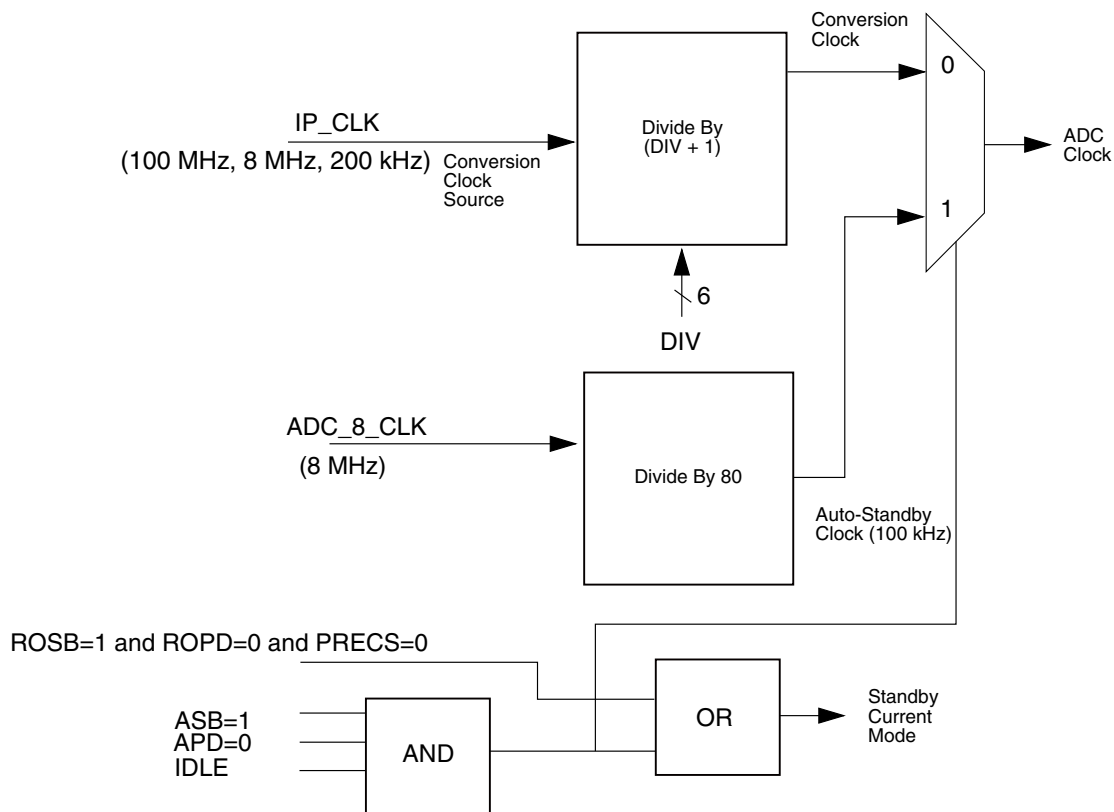 Conversion
Clock
0
IP_CLK
(100 MHz, 8 MHz, 200 kHz)
Conversion
Clock
Source
Divide By
(DIV + 1)
ADC
Clock
1
6
DIV
ADC_8_CLK
(8 MHz)
Divide By 80
Auto-Standby
Clock (100 kHz)
ROSB=1 and ROPD=0 and PRECS=0
ASB=1
APD=0
IDLE
AND
OR
Standby
Current
Mode